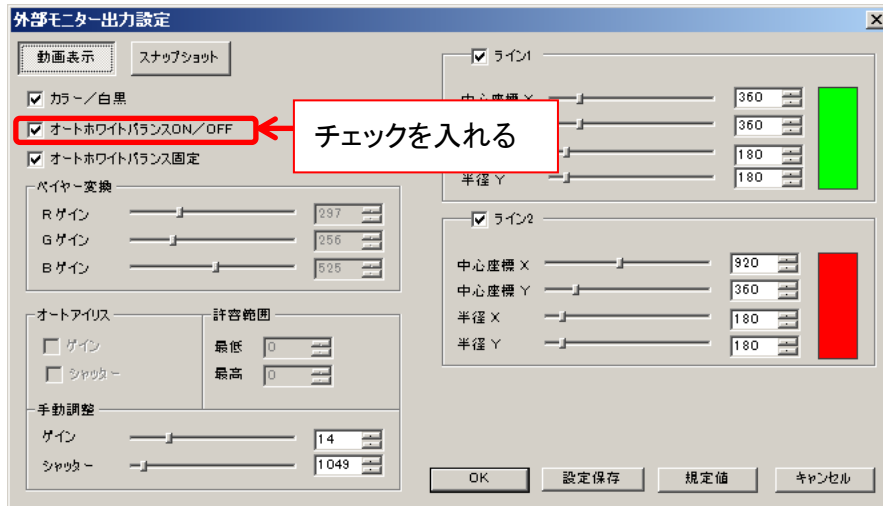 外部モニター出力設定
動画表示
スナップショット
カラー／白黒
オートホワイトバランスON／OFF
チェックを入れる
オートホワイトバランス固定
ベイヤー変換
Rゲイン 297
Gゲイン 256
Bゲイン 525
オートアイリス
ゲイン
シャッター
許容範囲
最低 0
最高 0
手動調整
ゲイン 14
シャッター 1049
ライン1
中心座標 X 360
360
180
半径 Y 180
ライン2
中心座標 X 920
中心座標 Y 360
半径 X 180
半径 Y 180
OK
設定保存
規定値
キャンセル